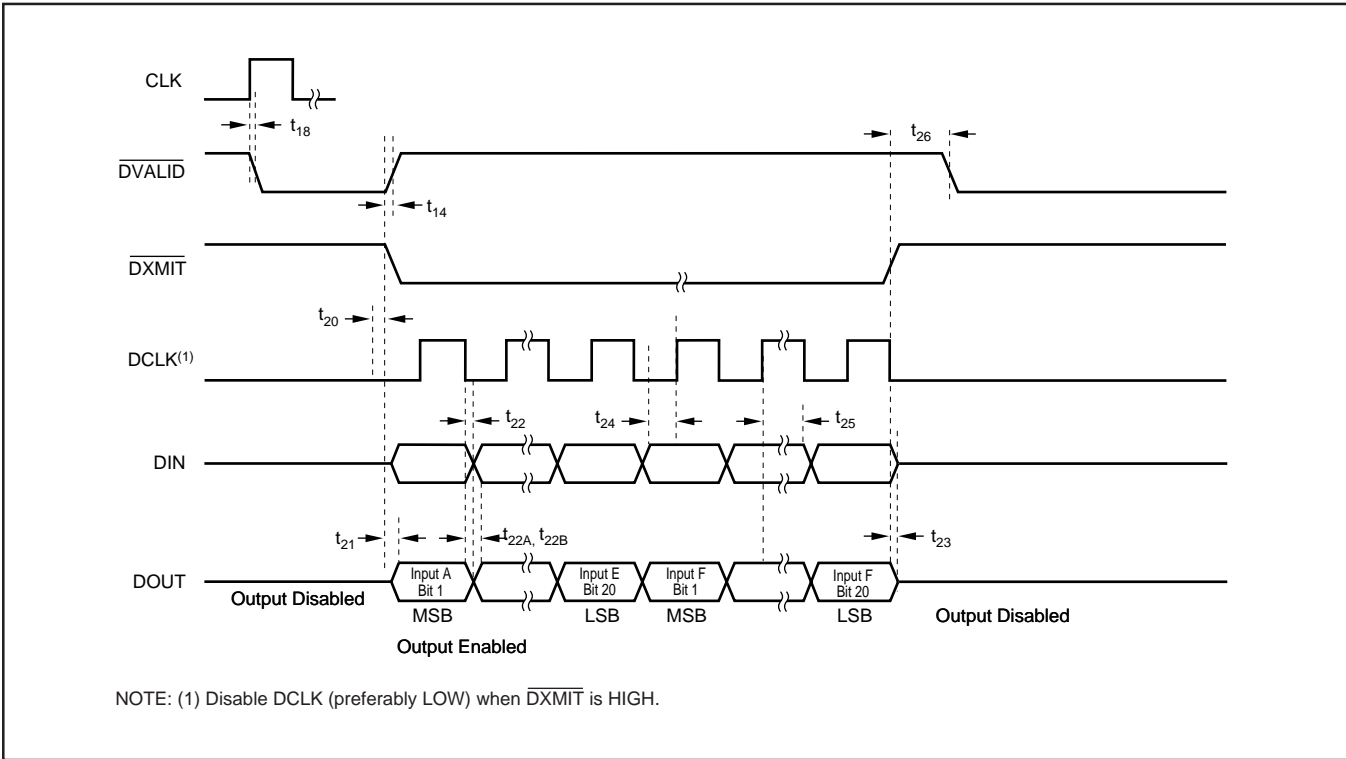 CLK
t18
t26
DVALID
t14
DXMIT
t20
DCLK(1)
t22
t24
t25
DIN
t21
t22A, t22B
t23
DOUT
Input A
Bit 1
Input E
Bit 20
Input F
Bit 1
Input F
Bit 20
Output Disabled
MSB
LSB
MSB
LSB
Output Disabled
Output Enabled
NOTE: (1) Disable DCLK (preferably LOW) when DXMIT is HIGH.